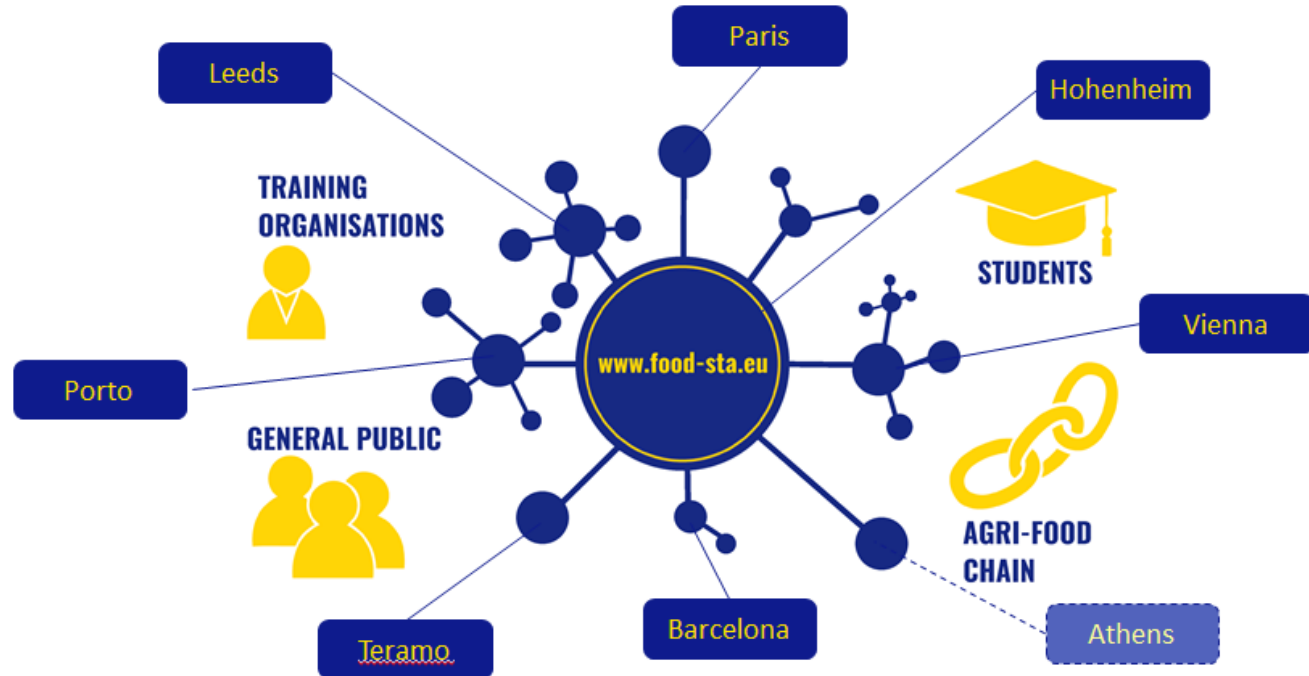 Paris
Leeds
Hohenheim
TRAINING
ORGANISATIONS
STUDENTS
Vienna
www.food-sta.eu
Porto
GENERAL PUBLIC
AGRI-FOOD
CHAIN
Barcelona
Athens
Teramo